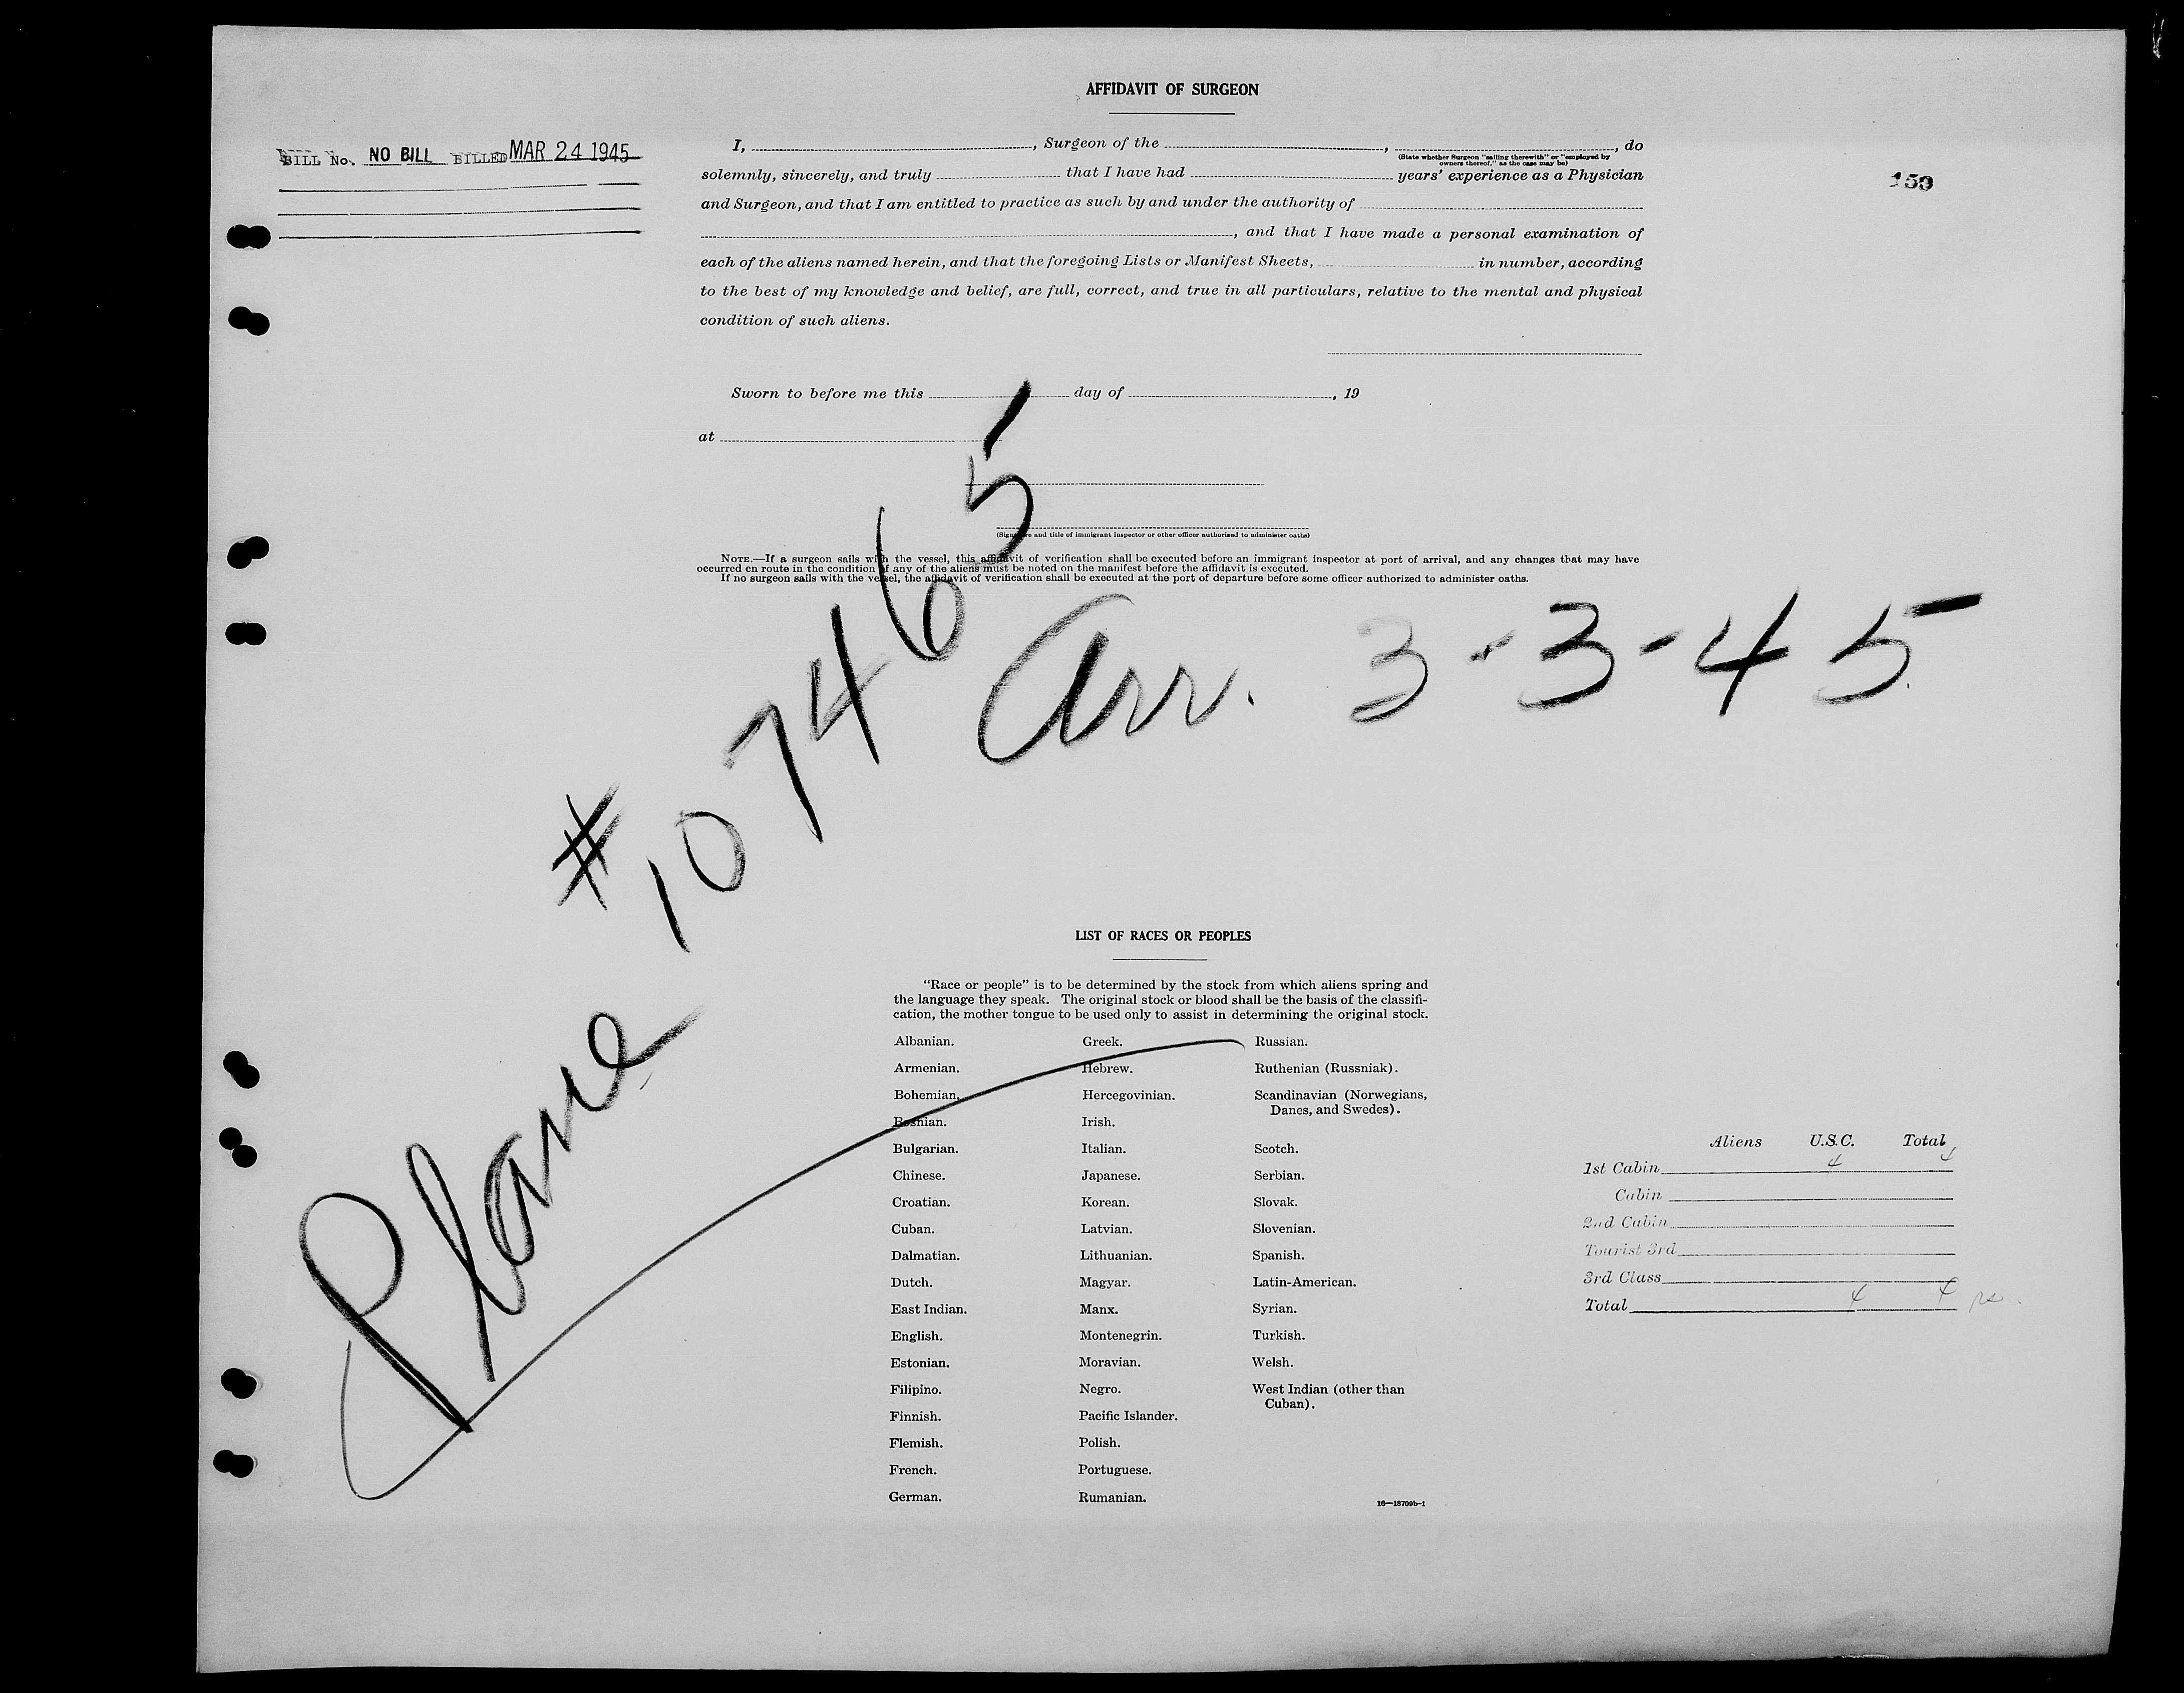 AFFIDAVIT OF SURGEON
BILL No. NO BILL BILLED MAR 24 1945
150
I, , Surgeon of the , , do
(State whether Surgeon "sailing therewith" or "employed by
owners thereof," as the case may be)
solemnly, sincerely, and truly that I have had years' experience as a Physician
and Surgeon, and that I am entitled to practice as such by and under the authority of
, and that I have made a personal examination of
each of the aliens named herein, and that the foregoing Lists or Manifest Sheets, in number, according
to the best of my knowledge and belief, are full, correct, and true in all particulars, relative to the mental and physical
condition of such aliens.
Sworn to before me this day of , 19
at
(Signature and title of immigrant inspector or other officer authorized to administer oaths)
NOTE.—If a surgeon sails with the vessel, this affidavit of verification shall be executed before an immigrant inspector at port of arrival, and any changes that may have
occurred en route in the condition of any of the aliens must be noted on the manifest before the affidavit is executed.
If no surgeon sails with the vessel, the affidavit of verification shall be executed at the port of departure before some officer authorized to administer oaths.
Plane # 107465
Arr. 3-3-45
LIST OF RACES OR PEOPLES
"Race or people" is to be determined by the stock from which aliens spring and
the language they speak. The original stock or blood shall be the basis of the classifi-
cation, the mother tongue to be used only to assist in determining the original stock.
Albanian.
Armenian.
Bohemian.
Bosnian.
Bulgarian.
Chinese.
Croatian.
Cuban.
Dalmatian.
Dutch.
East Indian.
English.
Estonian.
Filipino.
Finnish.
Flemish.
French.
German.
Greek.
Hebrew.
Hercegovinian.
Irish.
Italian.
Japanese.
Korean.
Latvian.
Lithuanian.
Magyar.
Manx.
Montenegrin.
Moravian.
Negro.
Pacific Islander.
Polish.
Portuguese.
Rumanian.
Russian.
Ruthenian (Russniak).
Scandinavian (Norwegians,
Danes, and Swedes).
Scotch.
Serbian.
Slovak.
Slovenian.
Spanish.
Latin-American.
Syrian.
Turkish.
Welsh.
West Indian (other than
Cuban).
16—18709b-1
Aliens U.S.C. Total
1st Cabin 4 4
Cabin
2nd Cabin
Tourist 3rd
3rd Class
Total 4 4